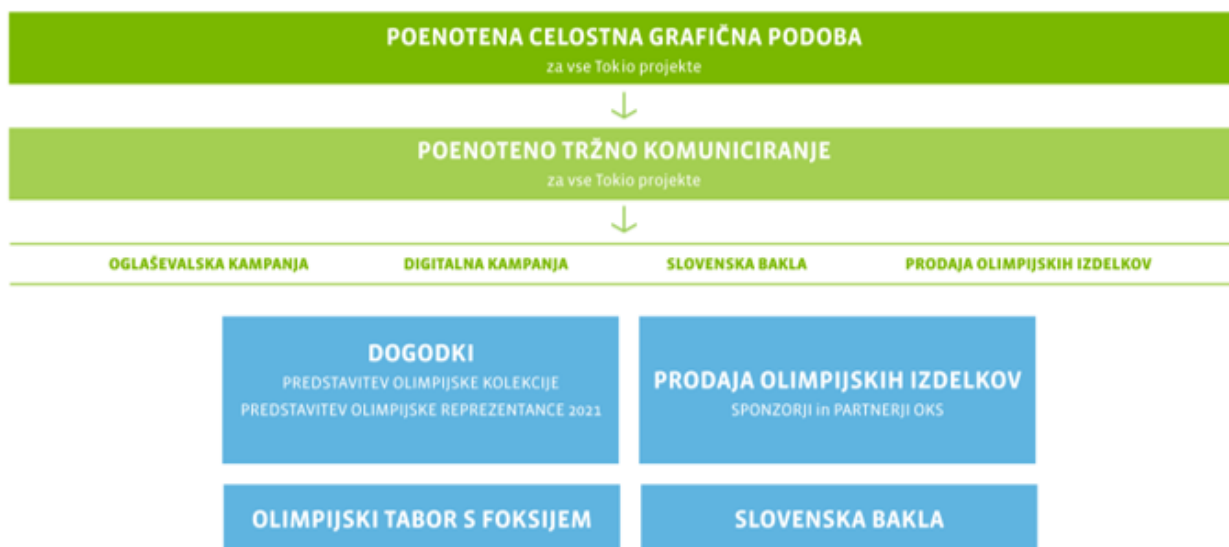 POENOTENA CELOSTNA GRAFIČNA PODOBA
za vse Tokio projekte
POENOTENO TRŽNO KOMUNICIRANJE
za vse Tokio projekte
OGLAŠEVALSKA KAMPANJA
DIGITALNA KAMPANJA
SLOVENSKA BAKLA
PRODAJA OLIMPIJSKIH IZDELKOV
DOGODKI
PREDSTAVITEV OLIMPIJSKE KOLEKCIJE
PREDSTAVITEV OLIMPIJSKE REPREZENTANCE 2021
PRODAJA OLIMPIJSKIH IZDELKOV
SPONZORJI in PARTNERJI OKS
OLIMPIJSKI TABOR S FOKSIJEM
SLOVENSKA BAKLA